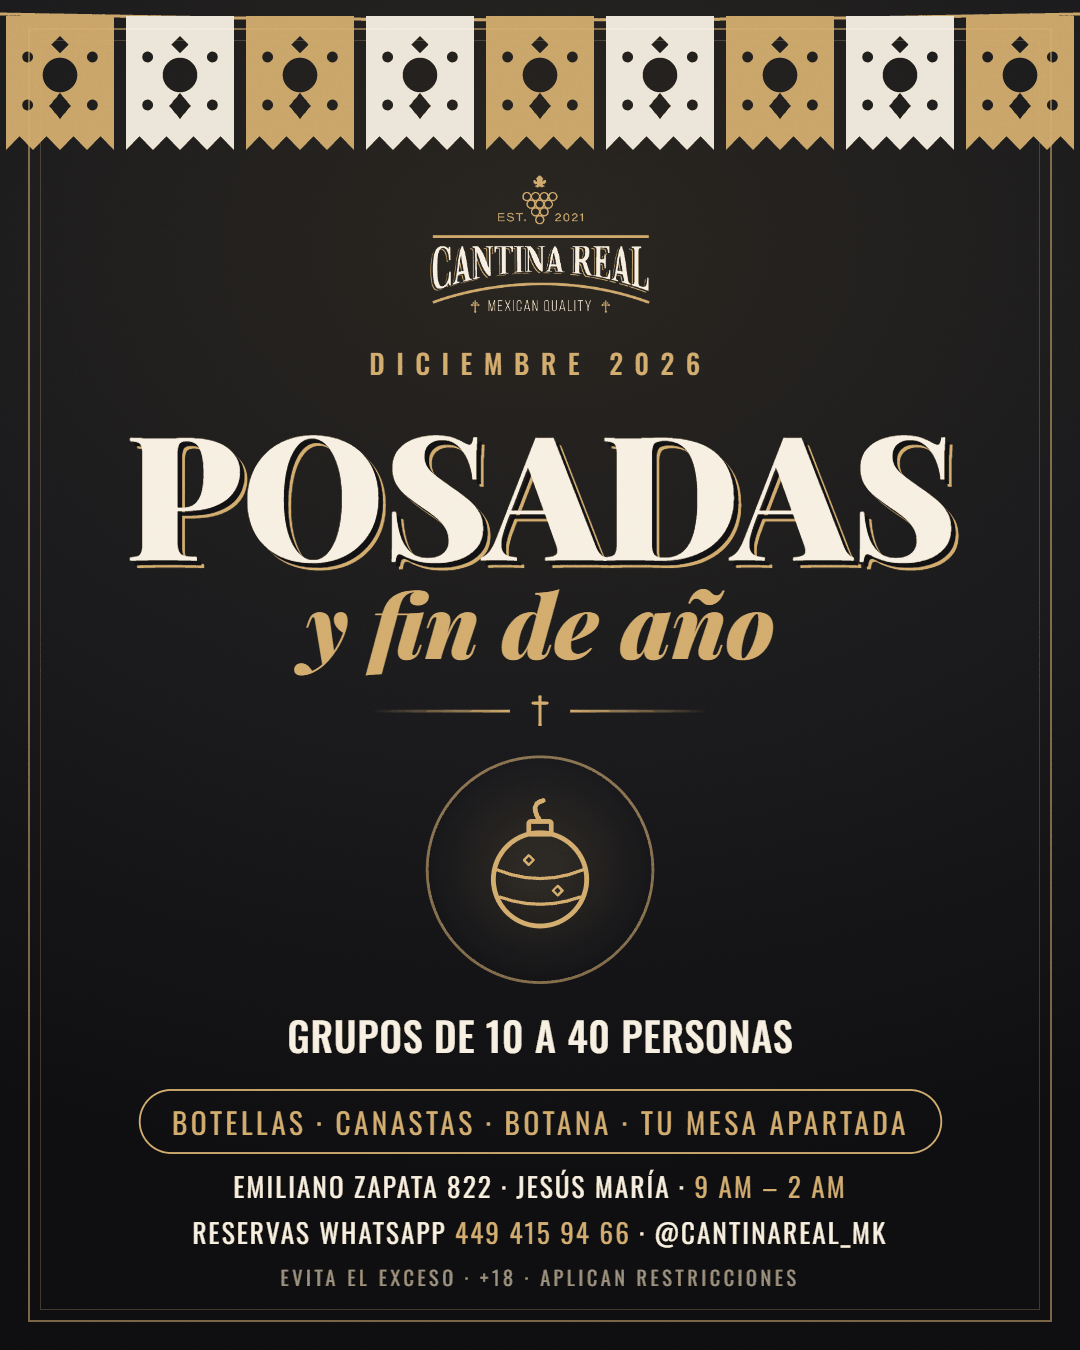 EST. 2021
CANTINA REAL
MEXICAN QUALITY
DICIEMBRE 2026
POSADAS
y fin de año
GRUPOS DE 10 A 40 PERSONAS
BOTELLAS · CANASTAS · BOTANA · TU MESA APARTADA
EMILIANO ZAPATA 822 · JESÚS MARÍA · 9 AM – 2 AM
RESERVAS WHATSAPP 449 415 94 66 · @CANTINAREAL_MK
EVITA EL EXCESO · +18 · APLICAN RESTRICCIONES